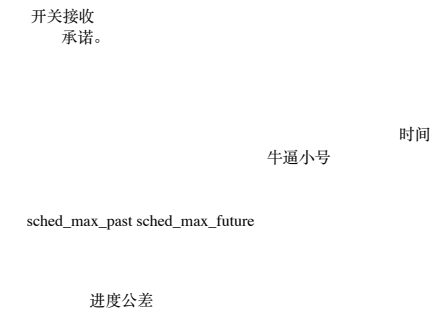 开关接收
承诺。
时间
牛逼小号
sched_max_past sched_max_future
进度公差